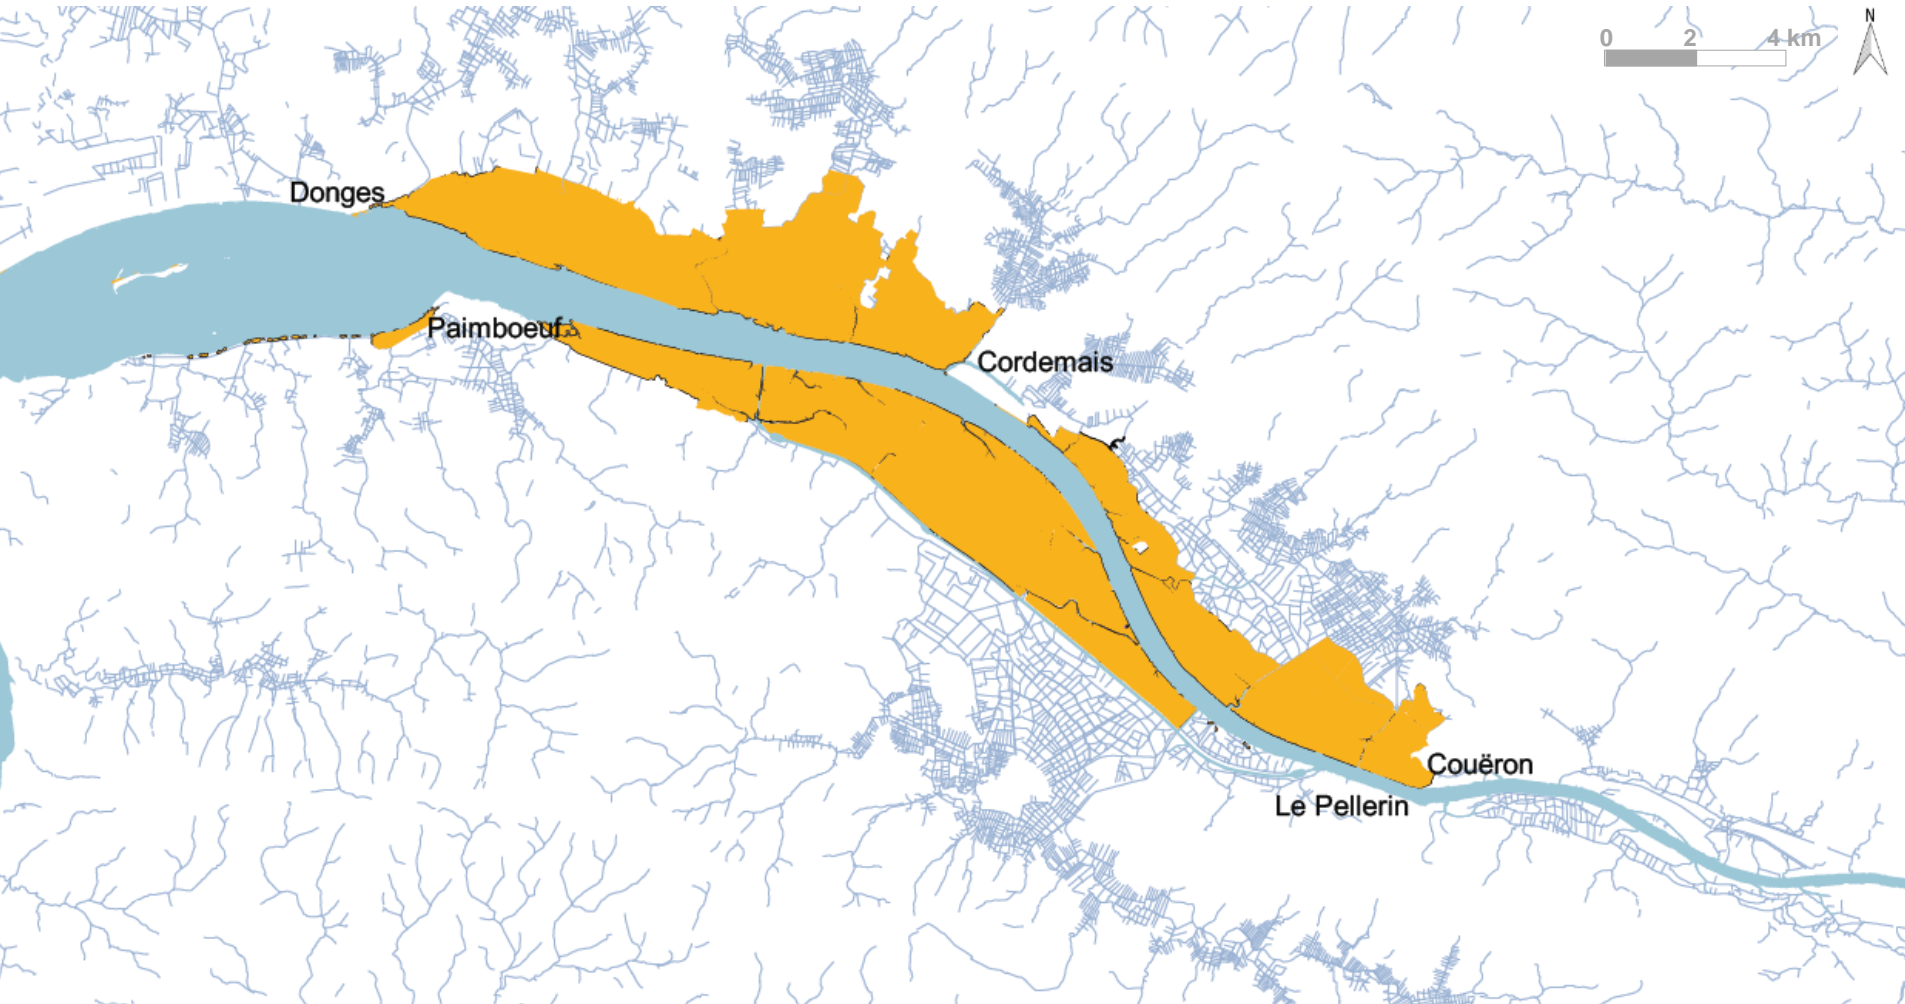 N
0 2 4 km
Donges
Paimboeuf
Cordemais
Couëron
Le Pellerin